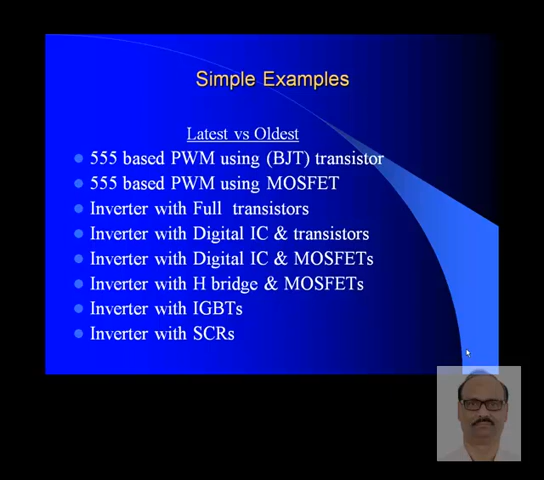 Simple Examples
Latest vs Oldest
555 based PWM using (BJT) transistor
555 based PWM using MOSFET
Inverter with Full transistors
Inverter with Digital IC & transistors
Inverter with Digital IC & MOSFETs
Inverter with H bridge & MOSFETs
Inverter with IGBTs
Inverter with SCRs